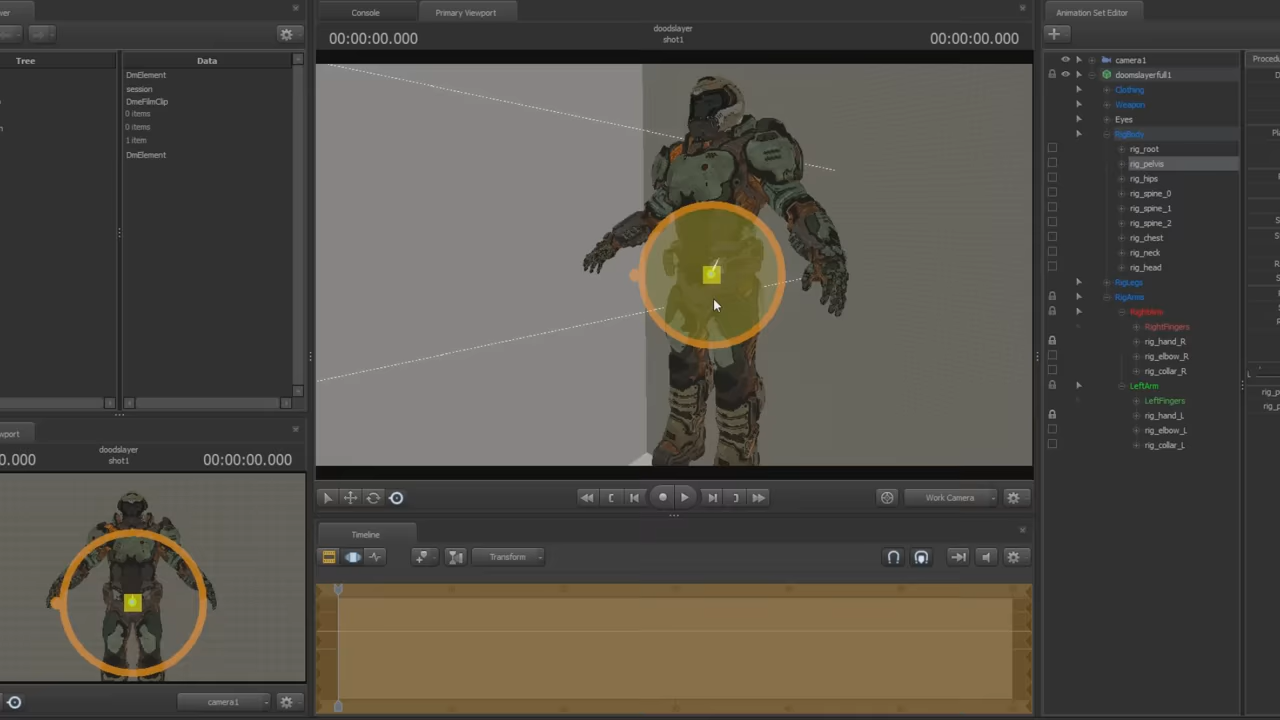 Console
Primary Viewport
Animation Set Editor
00:00:00.000
doodslayer
shot1
00:00:00.000
Tree
Data
DmElement
session
DmeFilmClip
0 items
0 items
1 item
DmElement
camera1
doomslayerfull1
Clothing
Weapon
Eyes
RigBody
rig_root
rig_pelvis
rig_hips
rig_spine_0
rig_spine_1
rig_spine_2
rig_chest
rig_neck
rig_head
RigLegs
RigArms
RightArm
RightFingers
rig_hand_R
rig_elbow_R
rig_collar_R
LeftArm
LeftFingers
rig_hand_L
rig_elbow_L
rig_collar_L
doodslayer
shot1
00:00:00.000
camera1
Work Camera
Timeline
Transform